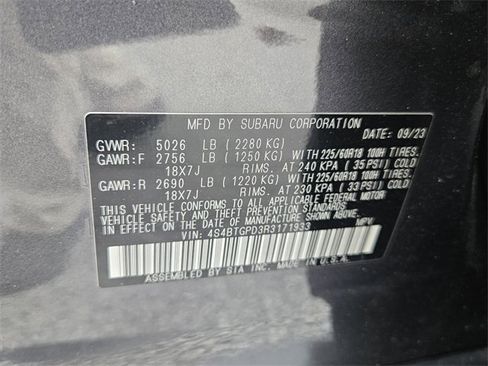 MFD BY SUBARU CORPORATION
DATE: 09/23
GVWR: 5026 LB (2280 KG)
GAWR:F 2756 LB (1250 KG) WITH 225/60R18 100H TIRES.
18X7J RIMS. AT 240 KPA (35 PSI) COLD
GAWR:R 2690 LB (1220 KG) WITH 225/60R18 100H TIRES.
18X7J RIMS. AT 230 KPA (33 PSI) COLD
THIS VEHICLE CONFORMS TO ALL APPLICABLE FEDERAL MOTOR
VEHICLE SAFETY, BUMPER, AND THEFT PREVENTION STANDARDS
IN EFFECT ON THE DATE OF MANUFACTURE SHOWN ABOVE.
VIN: 4S4BTGPD3R3171933 MPV
ASSEMBLED BY SIA INC. MADE IN U.S.A.